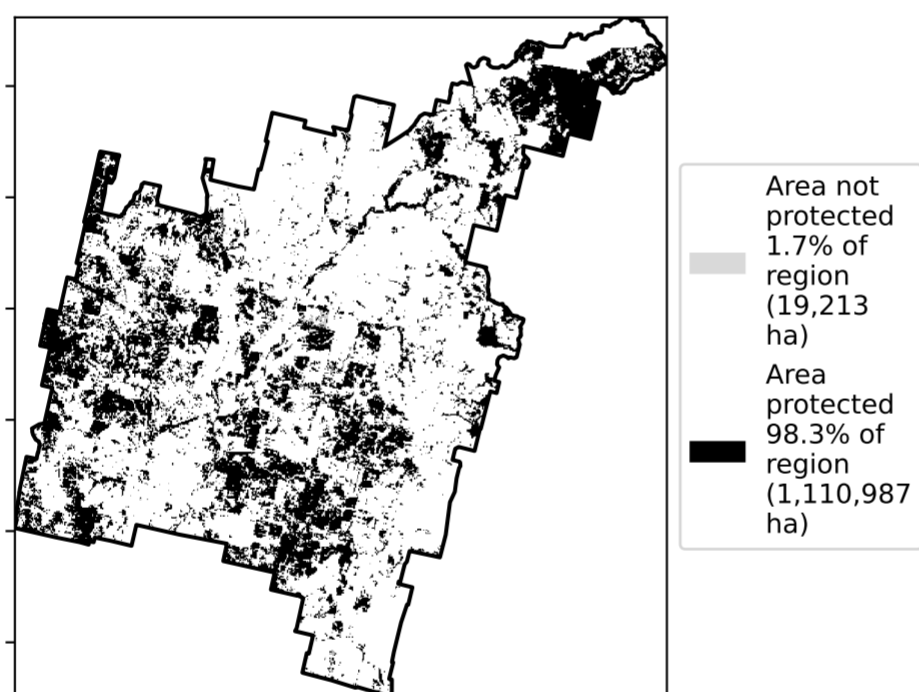 Area not
protected
1.7% of
region
(19,213
ha)
Area
protected
98.3% of
region
(1,110,987
ha)